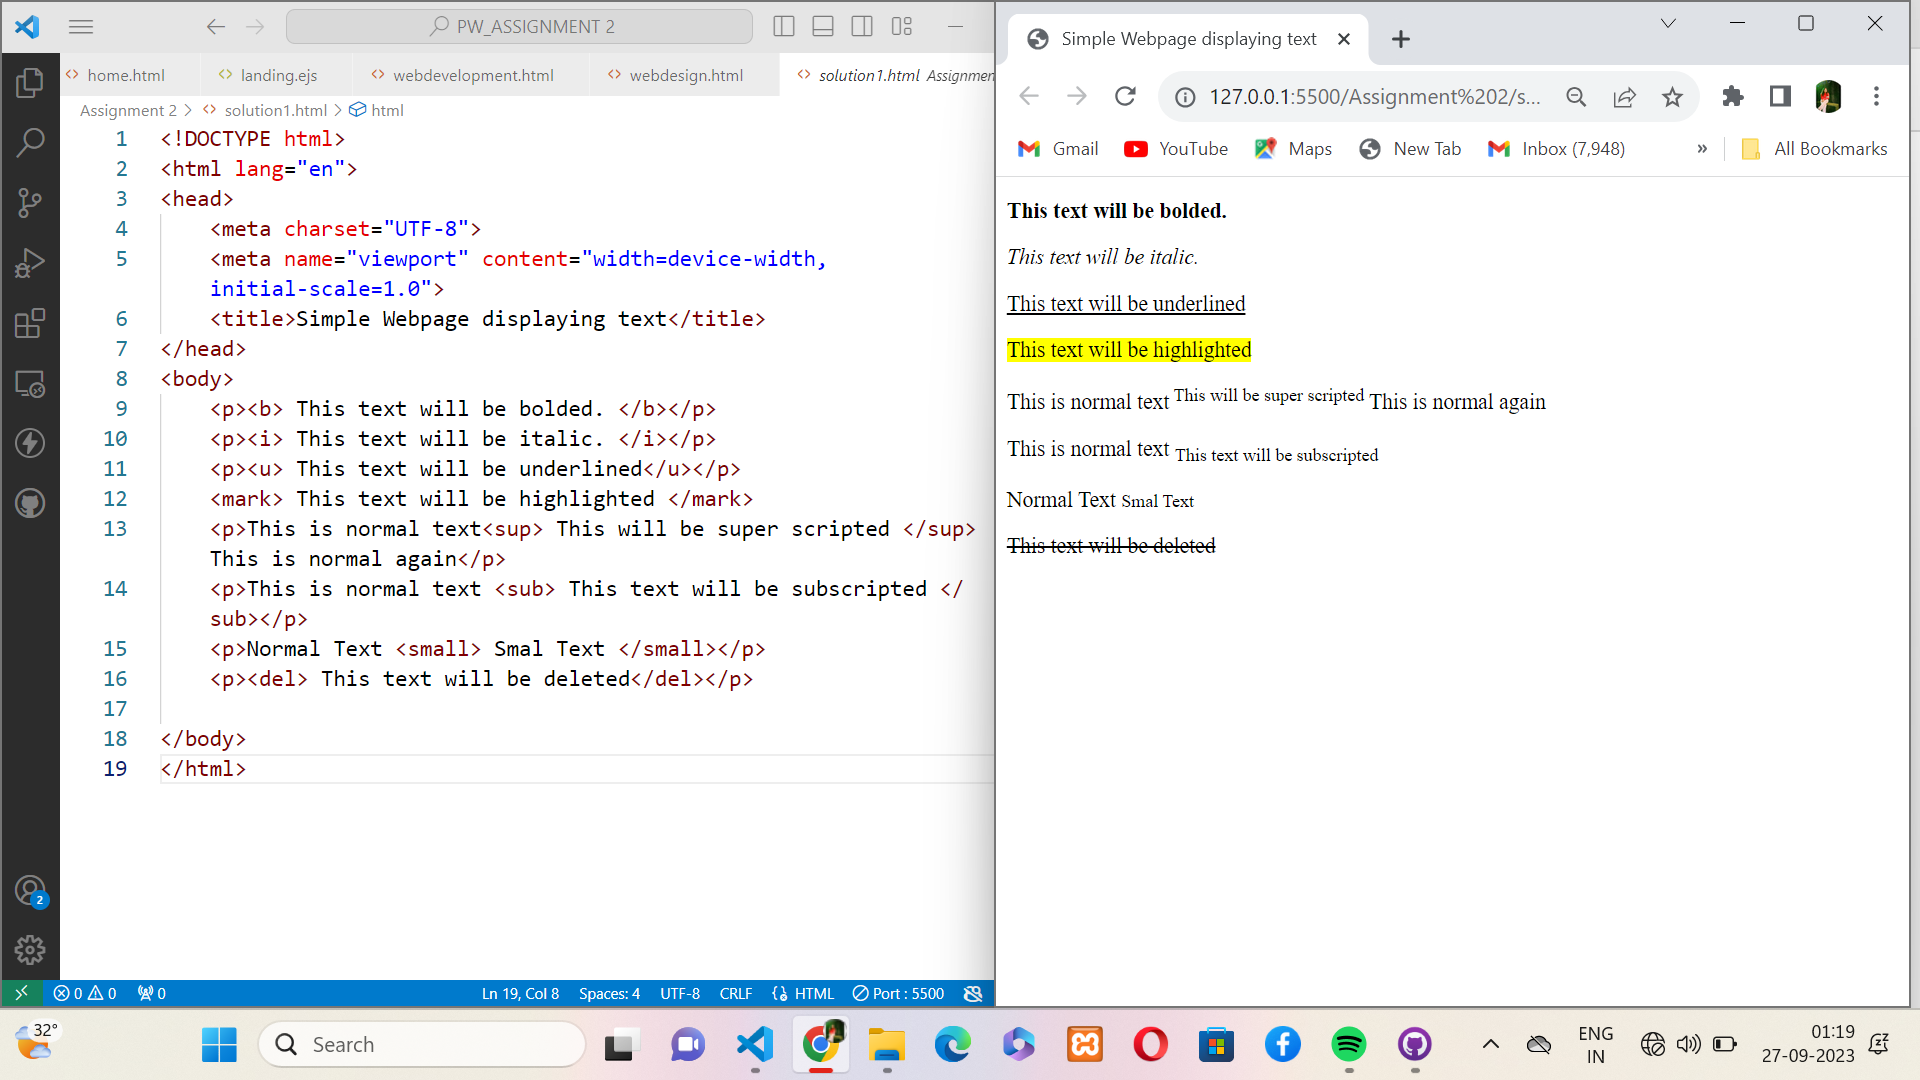 PW_ASSIGNMENT 2
home.html
landing.ejs
webdevelopment.html
webdesign.html
solution1.html Assignmen
Assignment 2 > solution1.html > html
1 <!DOCTYPE html>
2 <html lang="en">
3 <head>
4 <meta charset="UTF-8">
5 <meta name="viewport" content="width=device-width,
initial-scale=1.0">
6 <title>Simple Webpage displaying text</title>
7 </head>
8 <body>
9 <p><b> This text will be bolded. </b></p>
10 <p><i> This text will be italic. </i></p>
11 <p><u> This text will be underlined</u></p>
12 <mark> This text will be highlighted </mark>
13 <p>This is normal text<sup> This will be super scripted </sup>
This is normal again</p>
14 <p>This is normal text <sub> This text will be subscripted </
sub></p>
15 <p>Normal Text <small> Smal Text </small></p>
16 <p><del> This text will be deleted</del></p>
17
18 </body>
19 </html>
2
0 0 0
Ln 19, Col 8 Spaces: 4 UTF-8 CRLF HTML Port : 5500
Simple Webpage displaying text
127.0.0.1:5500/Assignment%202/s...
Gmail YouTube Maps New Tab Inbox (7,948) » All Bookmarks
This text will be bolded.
This text will be italic.
This text will be underlined
This text will be highlighted
This is normal text This will be super scripted This is normal again
This is normal text This text will be subscripted
Normal Text Smal Text
This text will be deleted
32°
Search
ENG
IN
01:19
27-09-2023